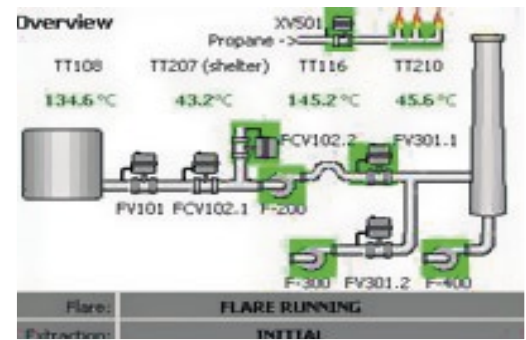 Overview
XV501
Propane ->
TT108 TT207 (shelter) TT116 TT210
134.6 °C 43.2°C 145.2 °C 45.6 °C
FCV102.2 FV301.1
FV101 FCV102.1 F-200
F-300 FV301.2 F-400
Flare: FLARE RUNNING
Extraction: INITIAL